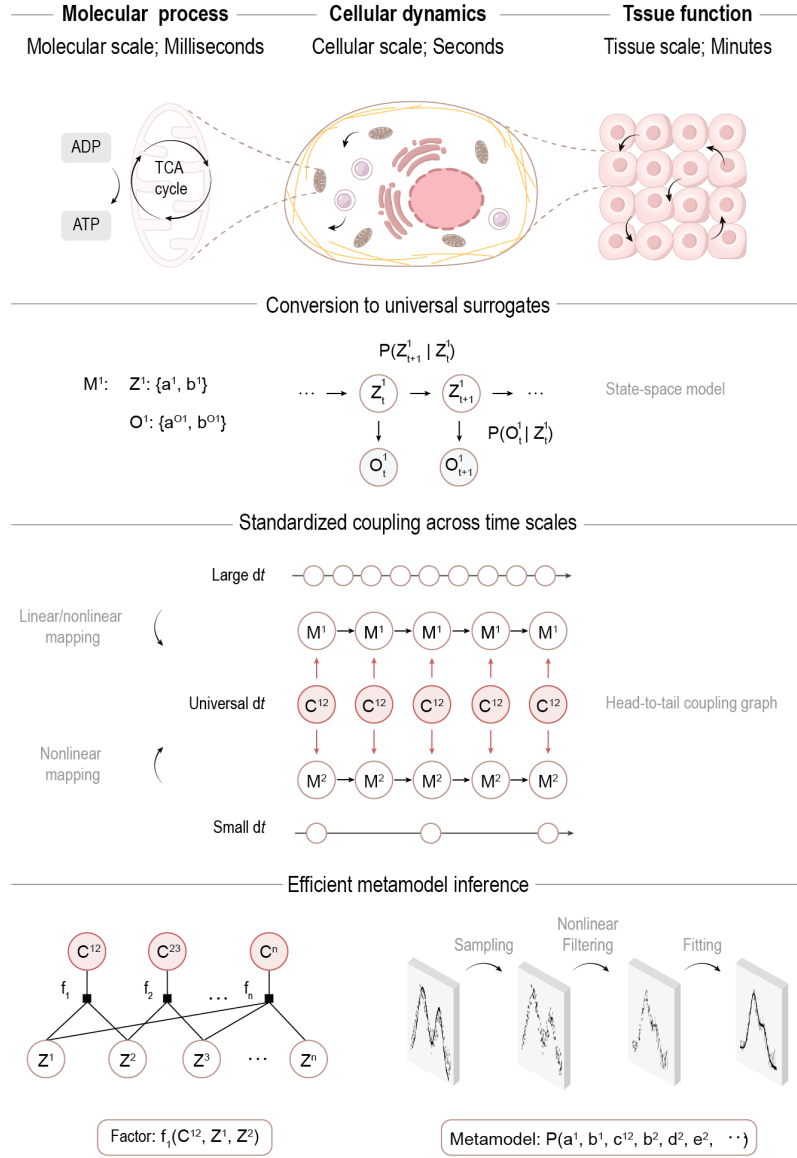 Molecular process
Cellular dynamics
Tssue function
Molecular scale; Milliseconds
Cellular scale; Seconds
Tissue scale; Minutes
ADP
ATP
TCA
cycle
Conversion to universal surrogates
P(Z¹ₜ₊₁ | Z¹ₜ)
M¹: Z¹: {a¹, b¹}
··· Z¹ₜ Z¹ₜ₊₁ ···
State-space model
O¹: {aᴼ¹, bᴼ¹}
P(O¹ₜ | Z¹ₜ)
O¹ₜ O¹ₜ₊₁
Standardized coupling across time scales
Large dt
Linear/nonlinear
mapping
M¹ M¹ M¹ M¹ M¹
Universal dt
C¹² C¹² C¹² C¹² C¹²
Head-to-tail coupling graph
Nonlinear
mapping
M² M² M² M² M²
Small dt
Efficient metamodel inference
C¹² C²³ Cⁿ
f₁ f₂ ··· fₙ
Z¹ Z² Z³ ··· Zⁿ
Factor: f₁(C¹², Z¹, Z²)
Sampling
Nonlinear
Filtering
Fitting
Metamodel: P(a¹, b¹, c¹², b², d², e², ···)